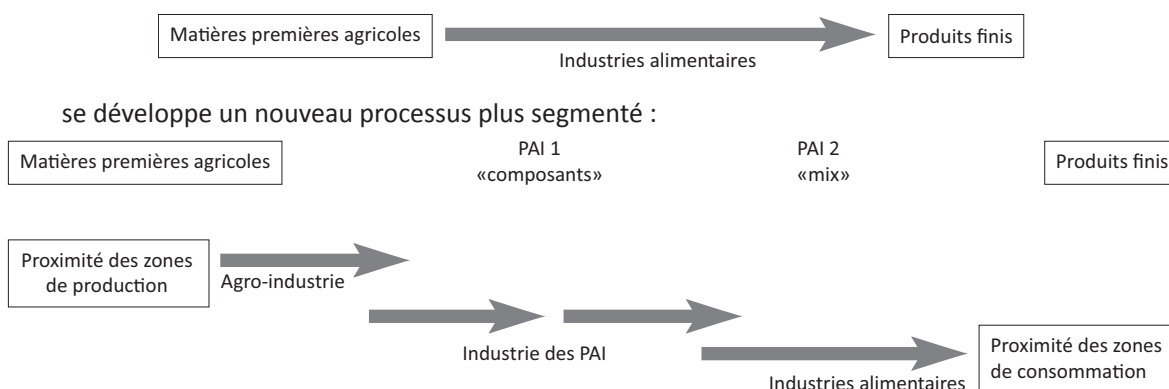 Matières premières agricoles
Produits finis
Industries alimentaires
se développe un nouveau processus plus segmenté :
Matières premières agricoles
PAI 1
«composants»
PAI 2
«mix»
Produits finis
Proximité des zones
de production
Agro-industrie
Industrie des PAI
Proximité des zones
de consommation
Industries alimentaires